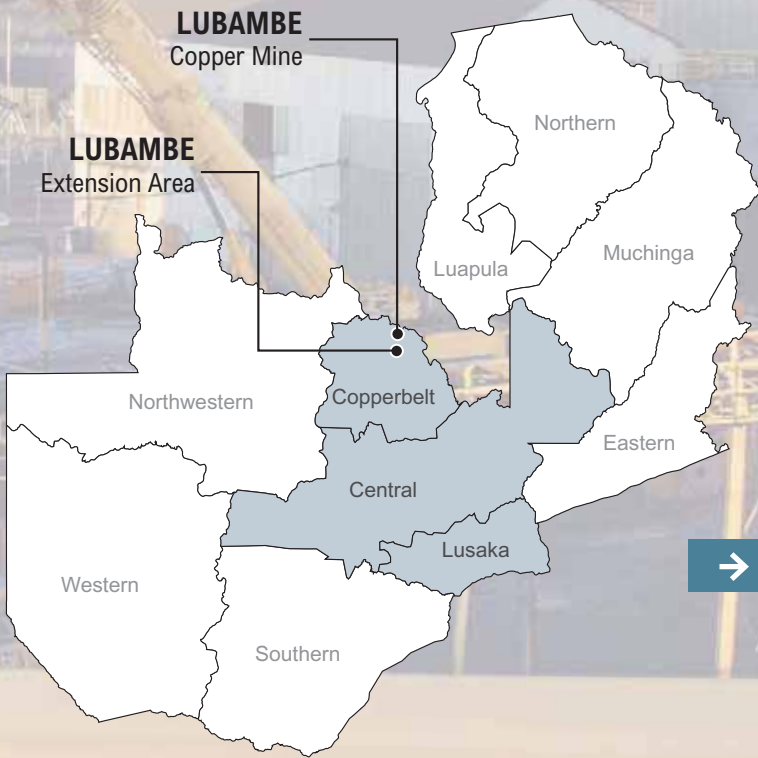 LUBAMBE
Copper Mine
LUBAMBE
Extension Area
Northern
Muchinga
Luapula
Copperbelt
Northwestern
Eastern
Central
Lusaka
Western
Southern